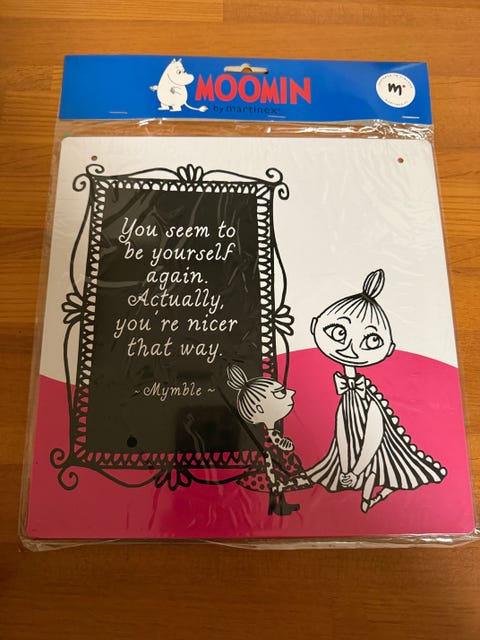 MOOMIN
by martinex
m
You seem to
be yourself
again.
Actually,
you're nicer
that way.
~Mymble~